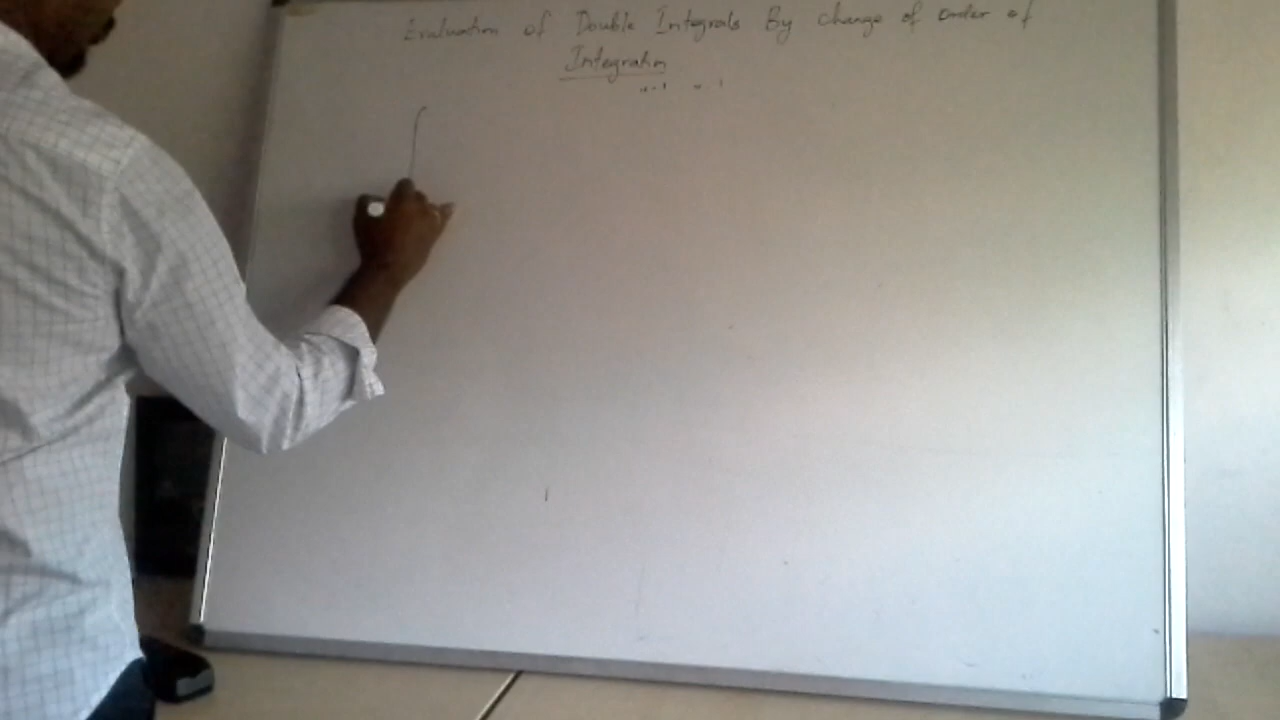 Evaluation of Double Integrals By change of order of
Integration
∫